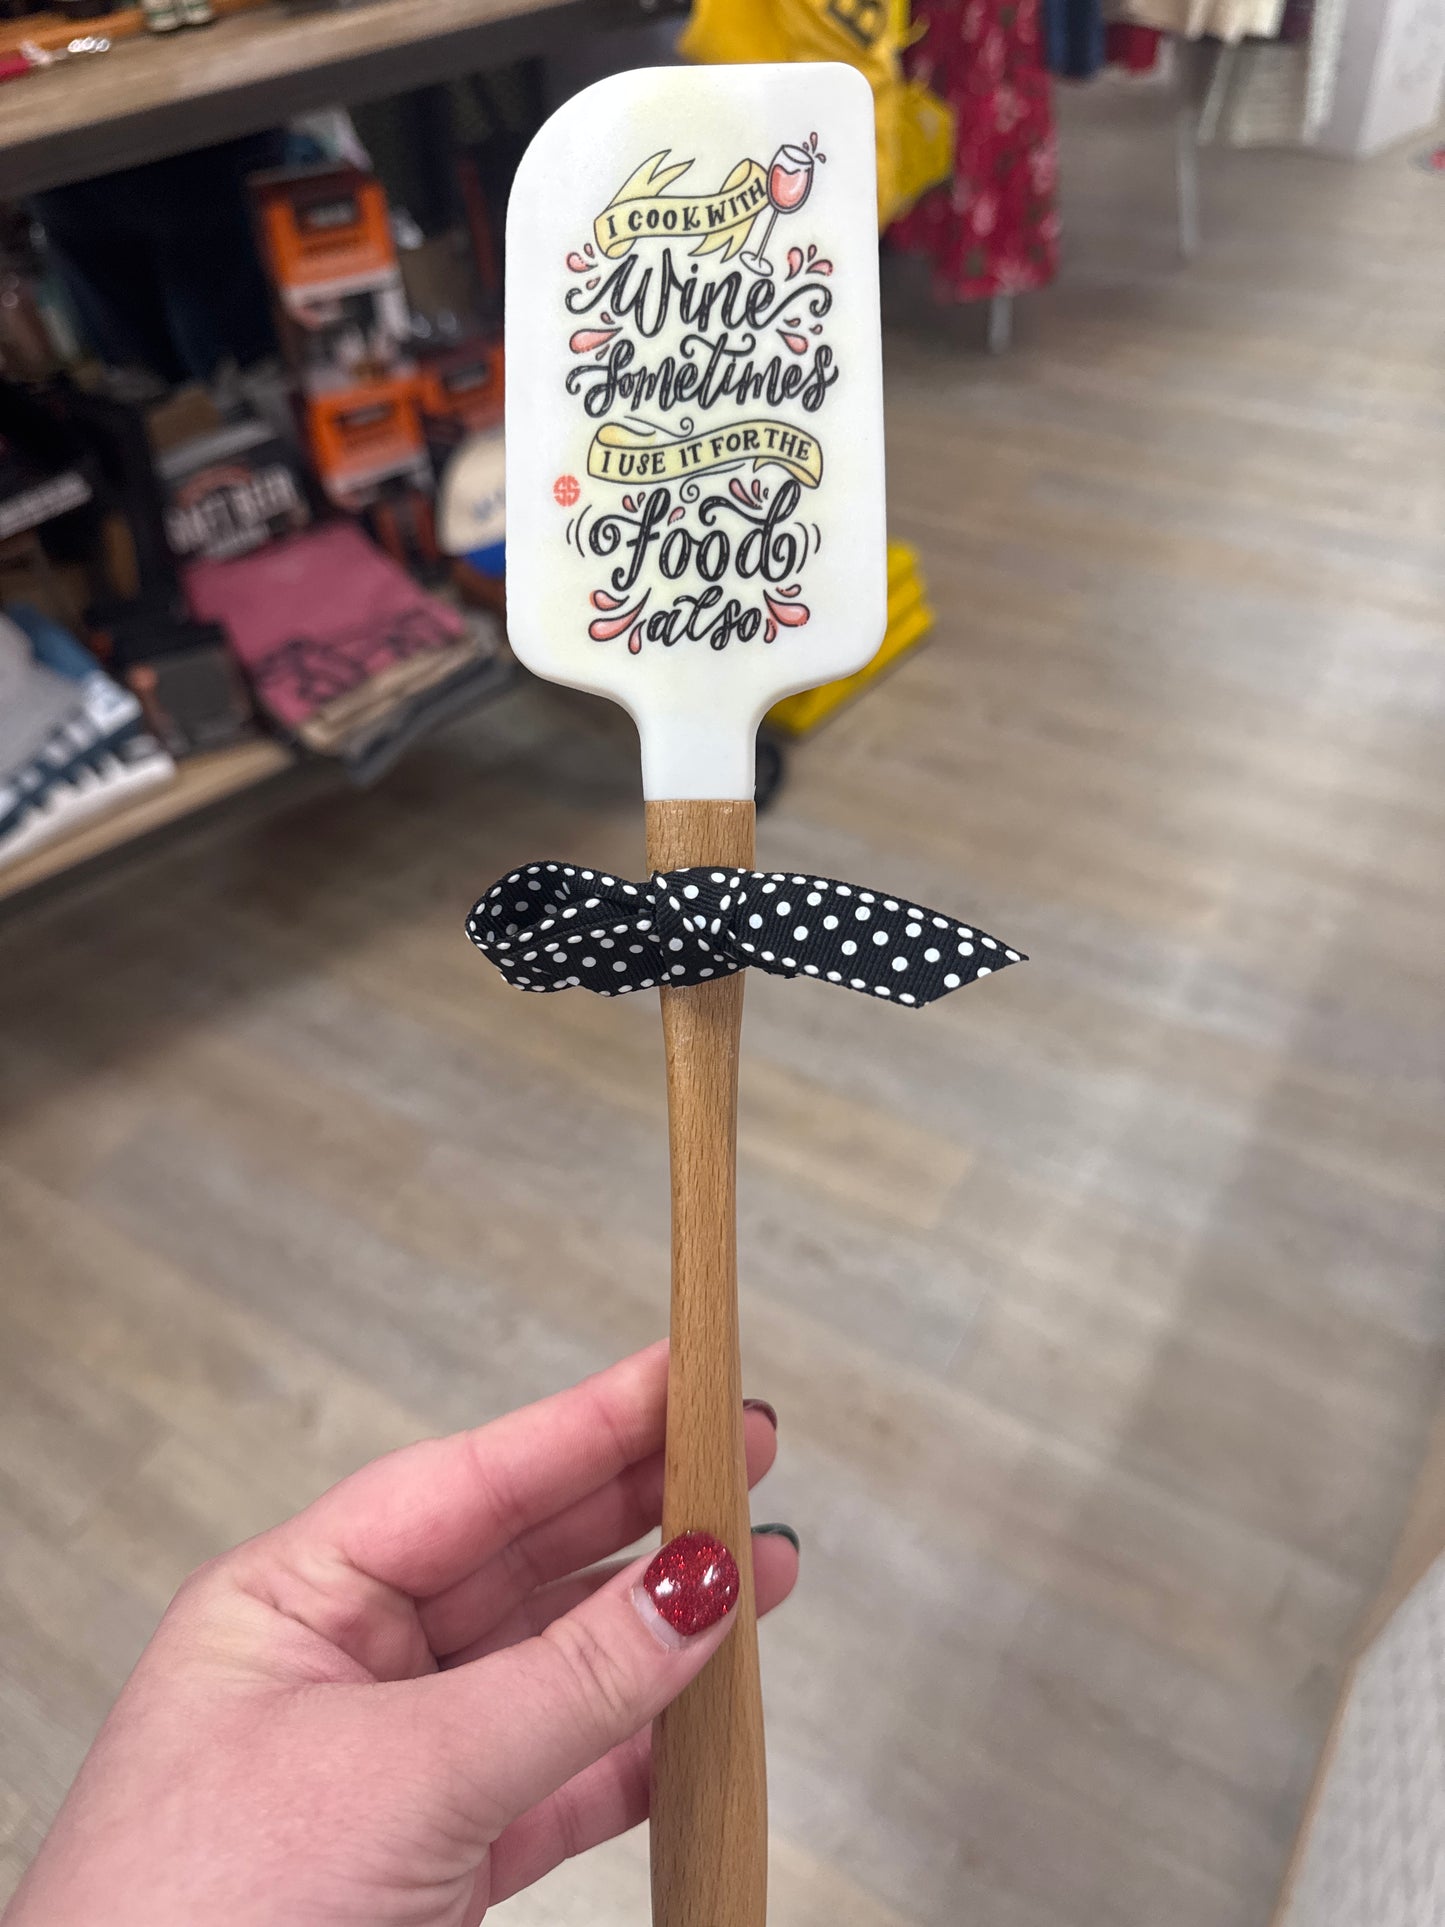 I COOK WITH
Wine
Sometimes
I USE IT FOR THE
Food
also